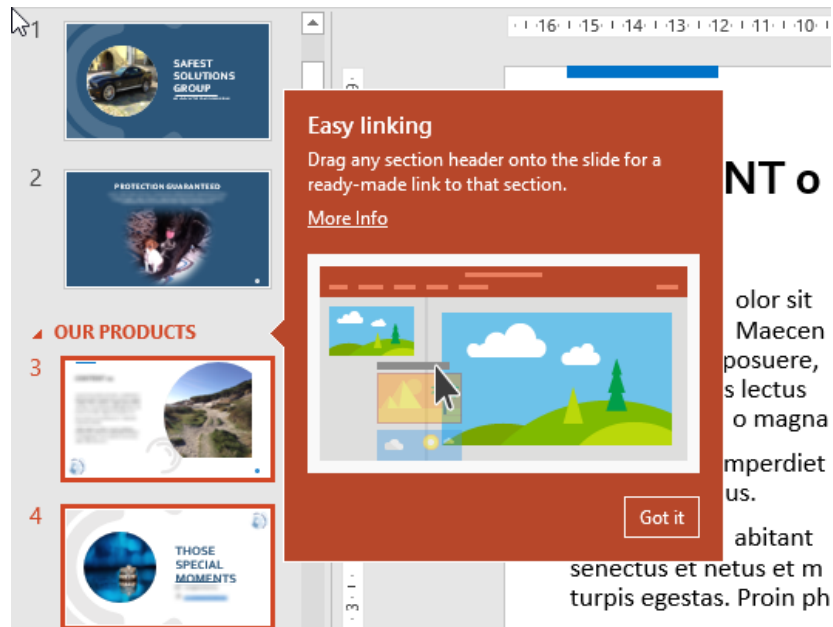 1
SAFEST
SOLUTIONS
GROUP
2
PROTECTION GUARANTEED
OUR PRODUCTS
3
4
THOSE
SPECIAL
MOMENTS
Easy linking
Drag any section header onto the slide for a
ready-made link to that section.
More Info
Got it
16 15 14 13 12 11 10
3
NT o
olor sit
Maecen
posuere,
s lectus
o magna
mperdiet
us.
abitant
senectus et netus et m
turpis egestas. Proin ph